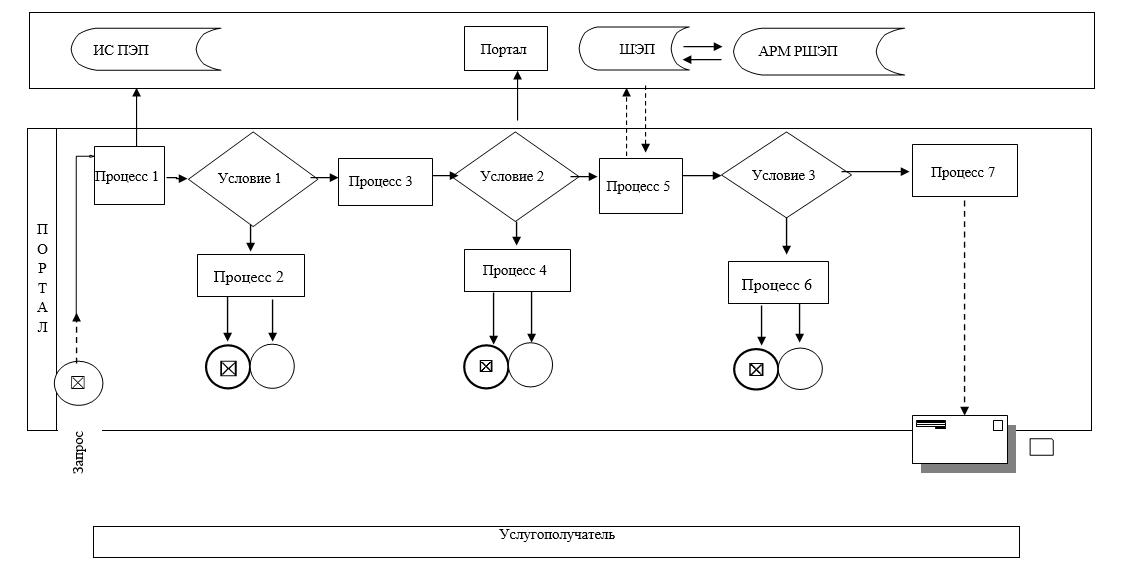 ИС ПЭП
Портал
ШЭП
АРМ РШЭП
ПОРТАЛ
Процесс 1
Условие 1
Процесс 3
Условие 2
Процесс 5
Условие 3
Процесс 7
Процесс 2
Процесс 4
Процесс 6
Запрос
Услугополучатель